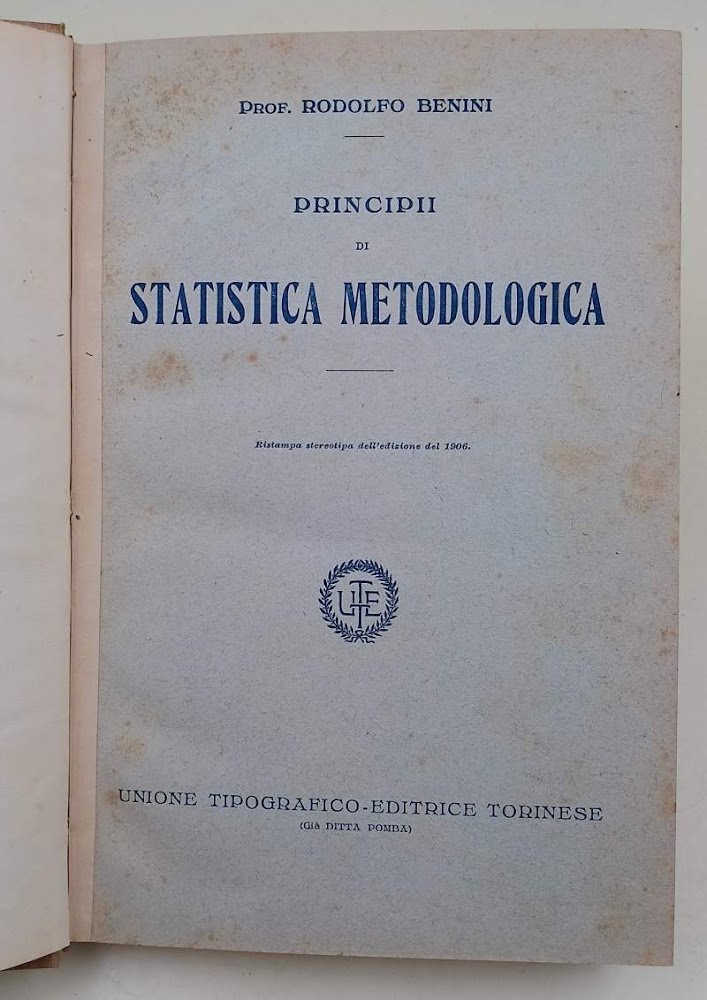 PROF. RODOLFO BENINI
PRINCIPII
DI
STATISTICA METODOLOGICA
Ristampa stereotipa dell'edizione del 1906.
UTET
UNIONE TIPOGRAFICO-EDITRICE TORINESE
(Già DITTA POMBA)